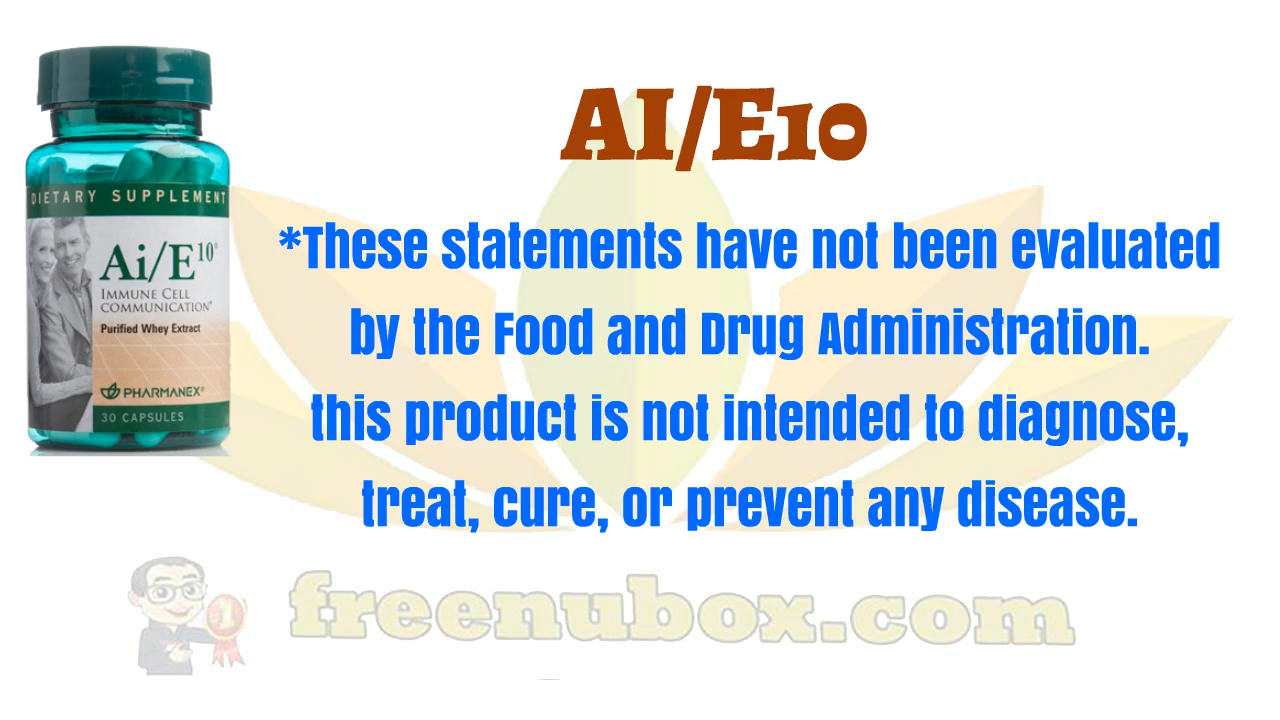 AI/E10
*These statements have not been evaluated
by the Food and Drug Administration.
this product is not intended to diagnose,
treat, cure, or prevent any disease.
DIETARY SUPPLEMENT
Ai/E10®
IMMUNE CELL
COMMUNICATION*
Purified Whey Extract
PHARMANEX®
30 CAPSULES
1
freenubox.com